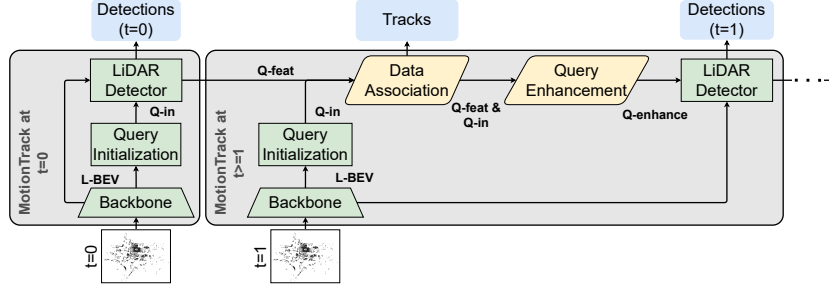 Detections
(t=0)
Tracks
Detections
(t=1)
MotionTrack at
t=0
LiDAR
Detector
Q-in
Query
Initialization
L-BEV
Backbone
t=0
MotionTrack at
t>=1
Q-feat
Q-in
Query
Initialization
L-BEV
Backbone
t=1
Data
Association
Q-feat &
Q-in
Query
Enhancement
Q-enhance
LiDAR
Detector